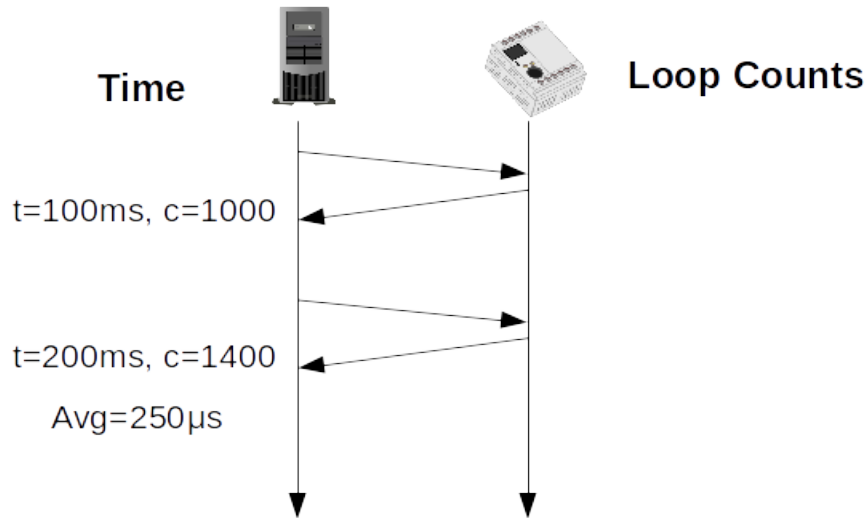 Time
Loop Counts
t=100ms, c=1000
t=200ms, c=1400
Avg=250µs